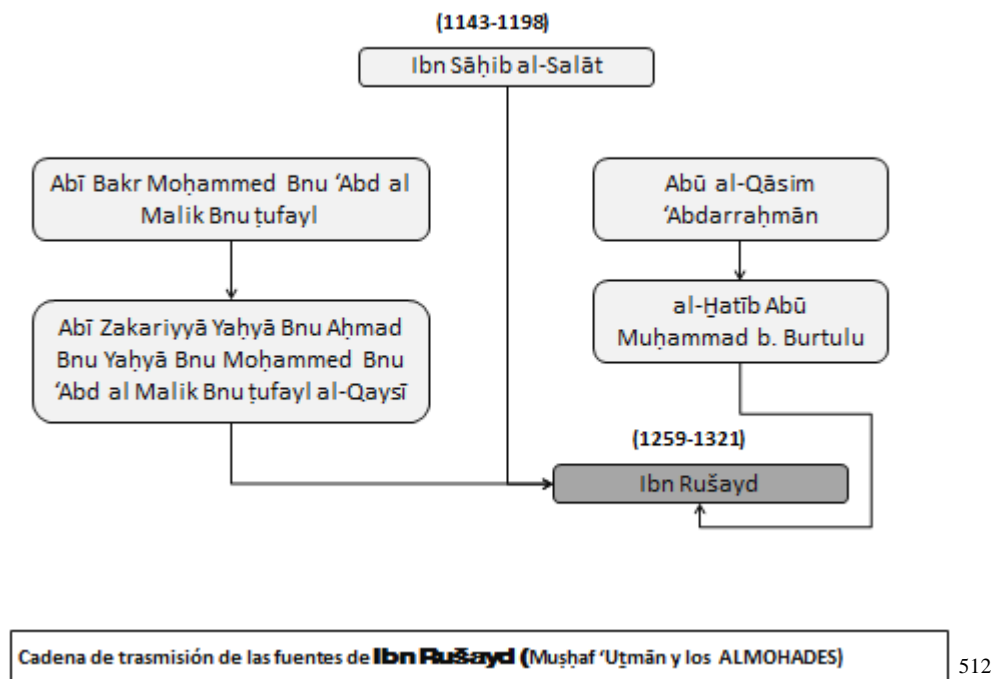 (1143-1198)
Ibn Sāḥib al-Salāt
Abī Bakr Moḥammed Bnu ‘Abd al
Malik Bnu ṭufayl
Abū al-Qāsim
‘Abdarraḥmān
Abī Zakariyyā Yaḥyā Bnu Aḥmad
Bnu Yaḥyā Bnu Moḥammed Bnu
‘Abd al Malik Bnu ṭufayl al-Qaysī
al-H̱atīb Abū
Muḥammad b. Burtulu
(1259-1321)
Ibn Rušayd
Cadena de trasmisión de las fuentes de Ibn Rušayd (Muṣḥaf ‘Uṯmān y los ALMOHADES)
512